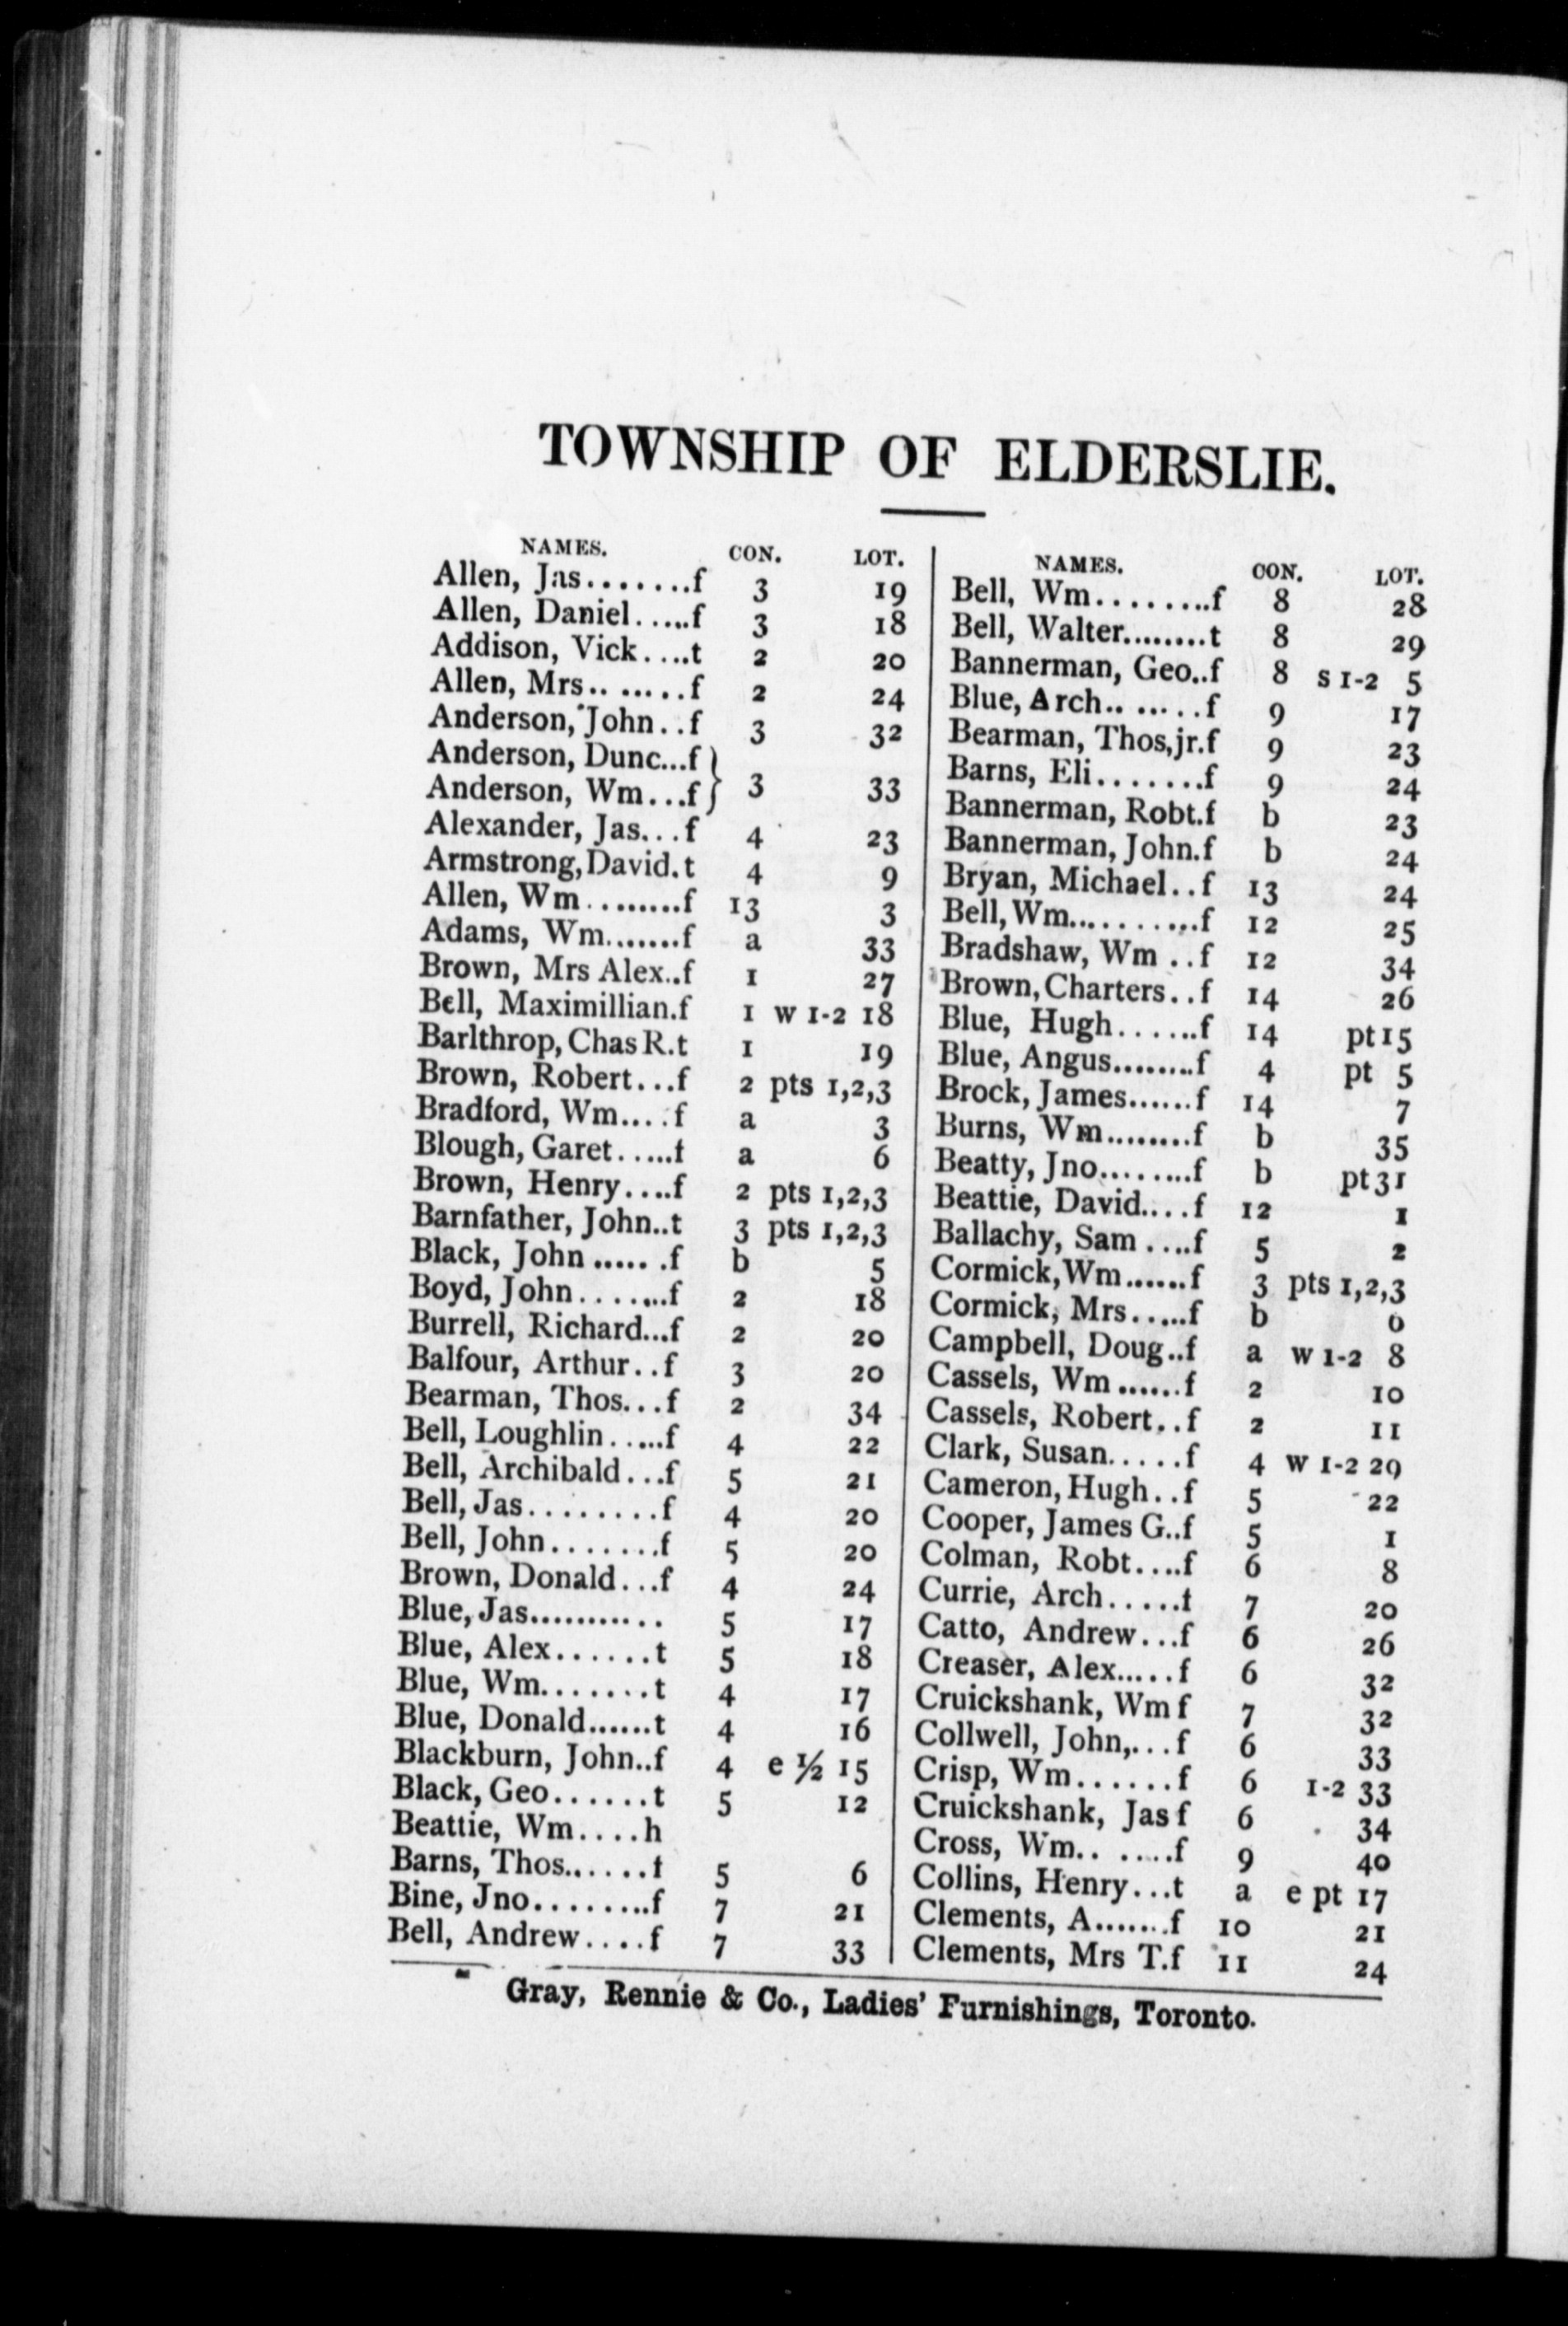 TOWNSHIP OF ELDERSLIE.
NAMES. CON. LOT.
Allen, Jas.......f 3 19
Allen, Daniel.....f 3 18
Addison, Vick....t 2 20
Allen, Mrs.. .....f 2 24
Anderson, John..f 3 32
Anderson, Dunc...f }
Anderson, Wm...f } 3 33
Alexander, Jas...f 4 23
Armstrong, David.t 4 9
Allen, Wm........f 13 3
Adams, Wm.......f a 33
Brown, Mrs Alex..f 1 27
Bell, Maximillian.f 1 w 1-2 18
Barlthrop, Chas R.t 1 19
Brown, Robert...f 2 pts 1,2,3
Bradford, Wm....f a 3
Blough, Garet.....t a 6
Brown, Henry....f 2 pts 1,2,3
Barnfather, John..t 3 pts 1,2,3
Black, John ...... .f b 5
Boyd, John.......f 2 18
Burrell, Richard...f 2 20
Balfour, Arthur..f 3 20
Bearman, Thos...f 2 34
Bell, Loughlin.....f 4 22
Bell, Archibald...f 5 21
Bell, Jas.........f 4 20
Bell, John.......f 5 20
Brown, Donald...f 4 24
Blue, Jas........... 5 17
Blue, Alex......t 5 18
Blue, Wm.......t 4 17
Blue, Donald......t 4 16
Blackburn, John..f 4 e ½ 15
Black, Geo......t 5 12
Beattie, Wm....h
Barns, Thos......t 5 6
Bine, Jno........f 7 21
Bell, Andrew....f 7 33
NAMES. CON. LOT.
Bell, Wm........f 8 28
Bell, Walter........t 8 29
Bannerman, Geo..f 8 s 1-2 5
Blue, Arch.. .....f 9 17
Bearman, Thos,jr.f 9 23
Barns, Eli.......f 9 24
Bannerman, Robt.f b 23
Bannerman, John.f b 24
Bryan, Michael..f 13 24
Bell, Wm..........f 12 25
Bradshaw, Wm ..f 12 34
Brown, Charters..f 14 26
Blue, Hugh......f 14 pt 15
Blue, Angus........f 4 pt 5
Brock, James......f 14 7
Burns, Wm........f b 35
Beatty, Jno........f b pt 31
Beattie, David....f 12 1
Ballachy, Sam ....f 5 2
Cormick, Wm......f 3 pts 1,2,3
Cormick, Mrs.....f b 6
Campbell, Doug..f a w 1-2 8
Cassels, Wm ......f 2 10
Cassels, Robert..f 2 11
Clark, Susan.....f 4 w 1-2 29
Cameron, Hugh..f 5 22
Cooper, James G..f 5 1
Colman, Robt....f 6 8
Currie, Arch.....t 7 20
Catto, Andrew...f 6 26
Creaser, Alex.....f 6 32
Cruickshank, Wm f 7 32
Collwell, John,...f 6 33
Crisp, Wm......f 6 1-2 33
Cruickshank, Jas f 6 34
Cross, Wm.. ....f 9 40
Collins, Henry...t a e pt 17
Clements, A.......f 10 21
Clements, Mrs T.f 11 24
Gray, Rennie & Co., Ladies' Furnishings, Toronto.